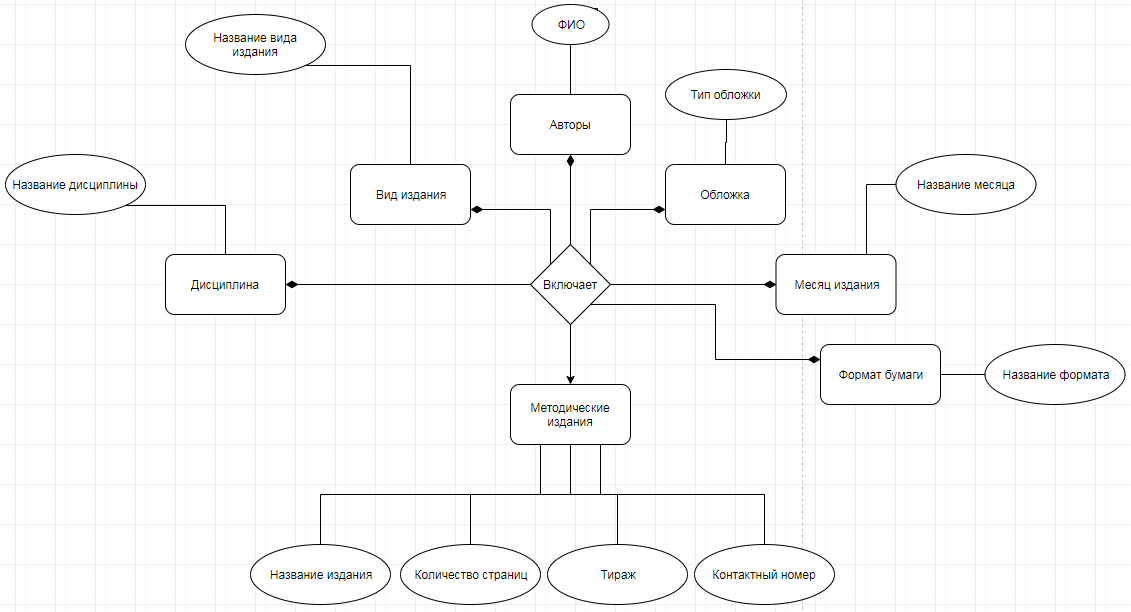 ФИО
Название вида
издания
Тип обложки
Авторы
Название дисциплины
Вид издания
Обложка
Название месяца
Дисциплина
Включает
Месяц издания
Формат бумаги
Название формата
Методические
издания
Название издания
Количество страниц
Тираж
Контактный номер